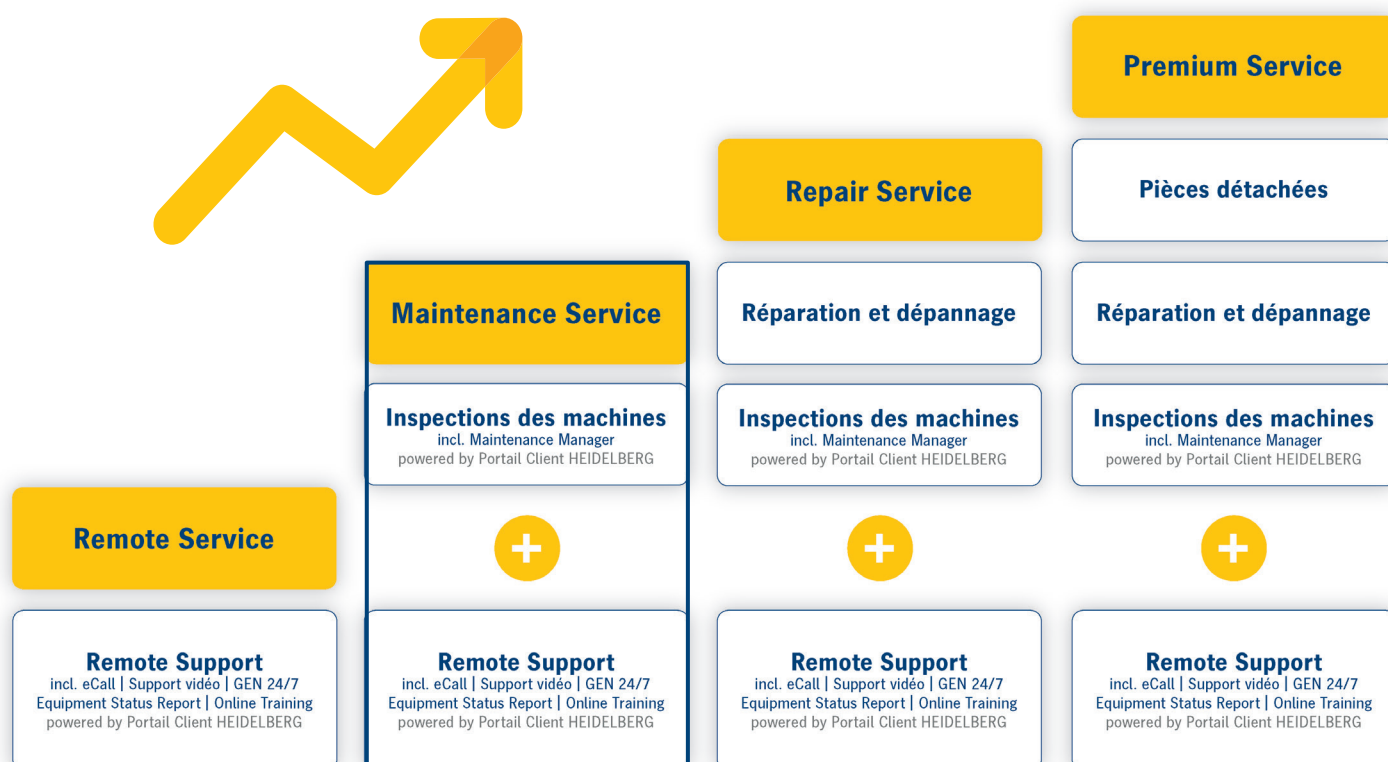 Premium Service
Pièces détachées
Réparation et dépannage
Inspections des machines
incl. Maintenance Manager
powered by Portail Client HEIDELBERG
+
Remote Support
incl. eCall | Support vidéo | GEN 24/7
Equipment Status Report | Online Training
powered by Portail Client HEIDELBERG
Repair Service
Réparation et dépannage
Inspections des machines
incl. Maintenance Manager
powered by Portail Client HEIDELBERG
+
Remote Support
incl. eCall | Support vidéo | GEN 24/7
Equipment Status Report | Online Training
powered by Portail Client HEIDELBERG
Maintenance Service
Inspections des machines
incl. Maintenance Manager
powered by Portail Client HEIDELBERG
+
Remote Support
incl. eCall | Support vidéo | GEN 24/7
Equipment Status Report | Online Training
powered by Portail Client HEIDELBERG
Remote Service
Remote Support
incl. eCall | Support vidéo | GEN 24/7
Equipment Status Report | Online Training
powered by Portail Client HEIDELBERG